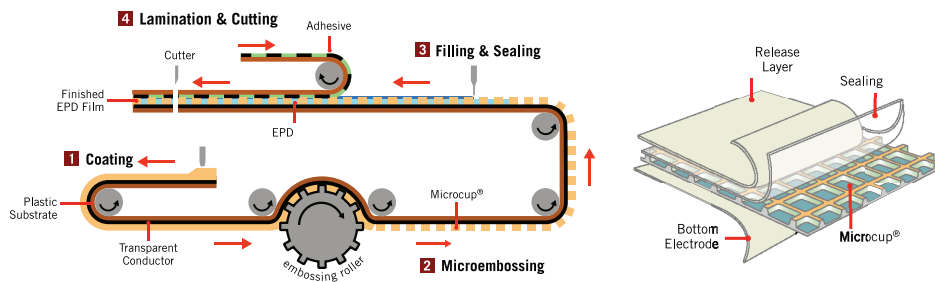 4 Lamination & Cutting
Adhesive
3 Filling & Sealing
Cutter
Finished
EPD Film
EPD
1 Coating
Plastic
Substrate
Transparent
Conductor
embossing roller
Microcup®
2 Microembossing
Release
Layer
Sealing
Bottom
Electrode
Microcup®